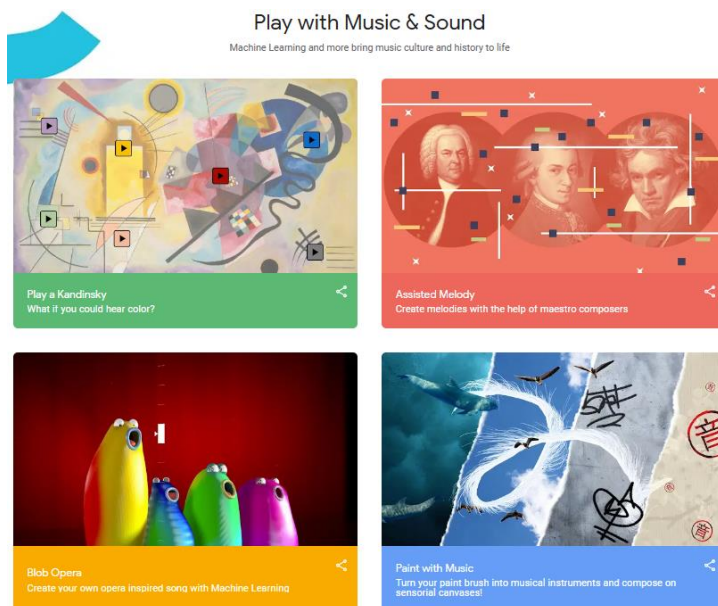 Play with Music & Sound
Machine Learning and more bring music culture and history to life
Play a Kandinsky
What if you could hear color?
Assisted Melody
Create melodies with the help of maestro composers
Blob Opera
Create your own opera inspired song with Machine Learning
Paint with Music
Turn your paint brush into musical instruments and compose on
sensorial canvases!
音
音